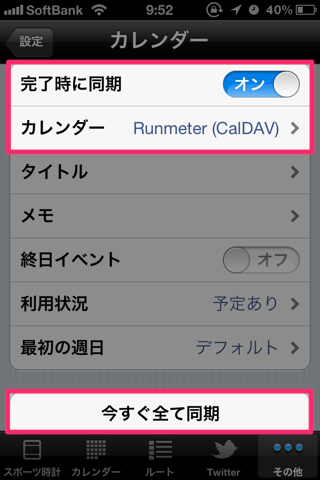 SoftBank 9:52 40%
設定 カレンダー
完了時に同期 オン
カレンダー Runmeter (CalDAV)
タイトル
メモ
終日イベント オフ
利用状況 予定あり
最初の週日 デフォルト
今すぐ全て同期
スポーツ時計 カレンダー ルート Twitter その他